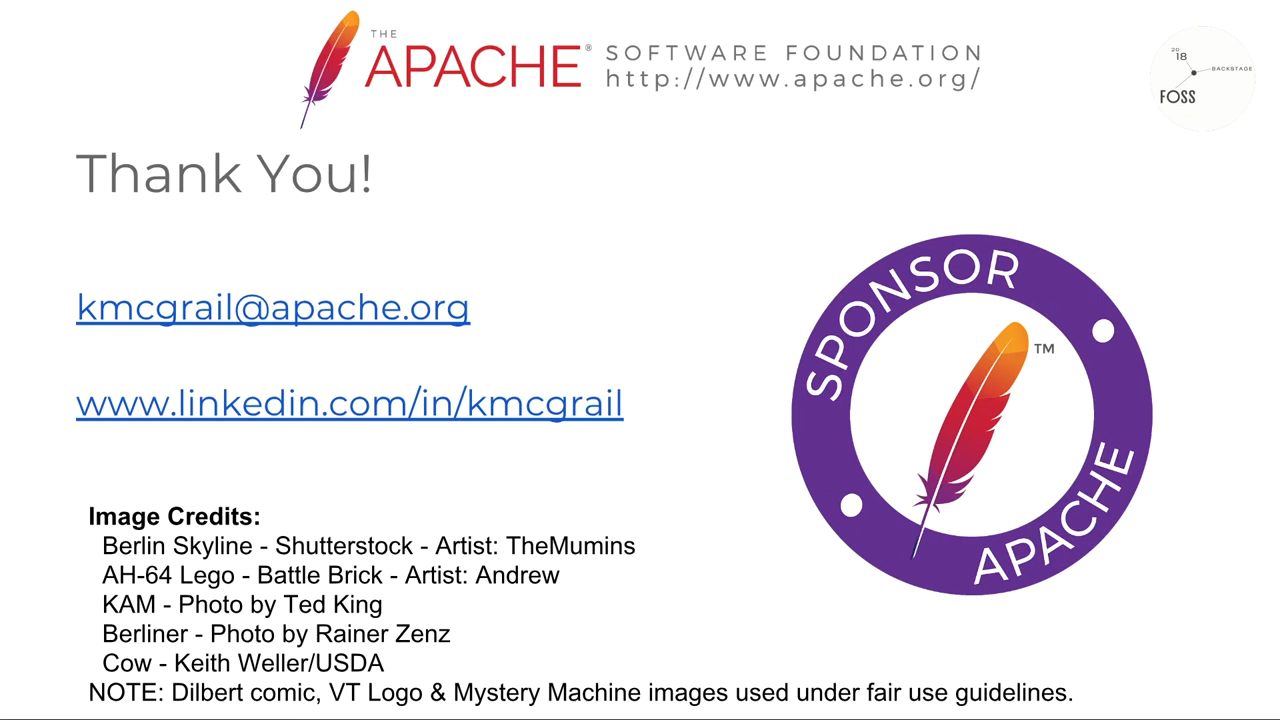 THE
APACHE® SOFTWARE FOUNDATION
http://www.apache.org/
20
18
BACKSTAGE
FOSS
Thank You!
kmcgrail@apache.org
www.linkedin.com/in/kmcgrail
SPONSOR
TM
APACHE
Image Credits:
Berlin Skyline - Shutterstock - Artist: TheMumins
AH-64 Lego - Battle Brick - Artist: Andrew
KAM - Photo by Ted King
Berliner - Photo by Rainer Zenz
Cow - Keith Weller/USDA
NOTE: Dilbert comic, VT Logo & Mystery Machine images used under fair use guidelines.